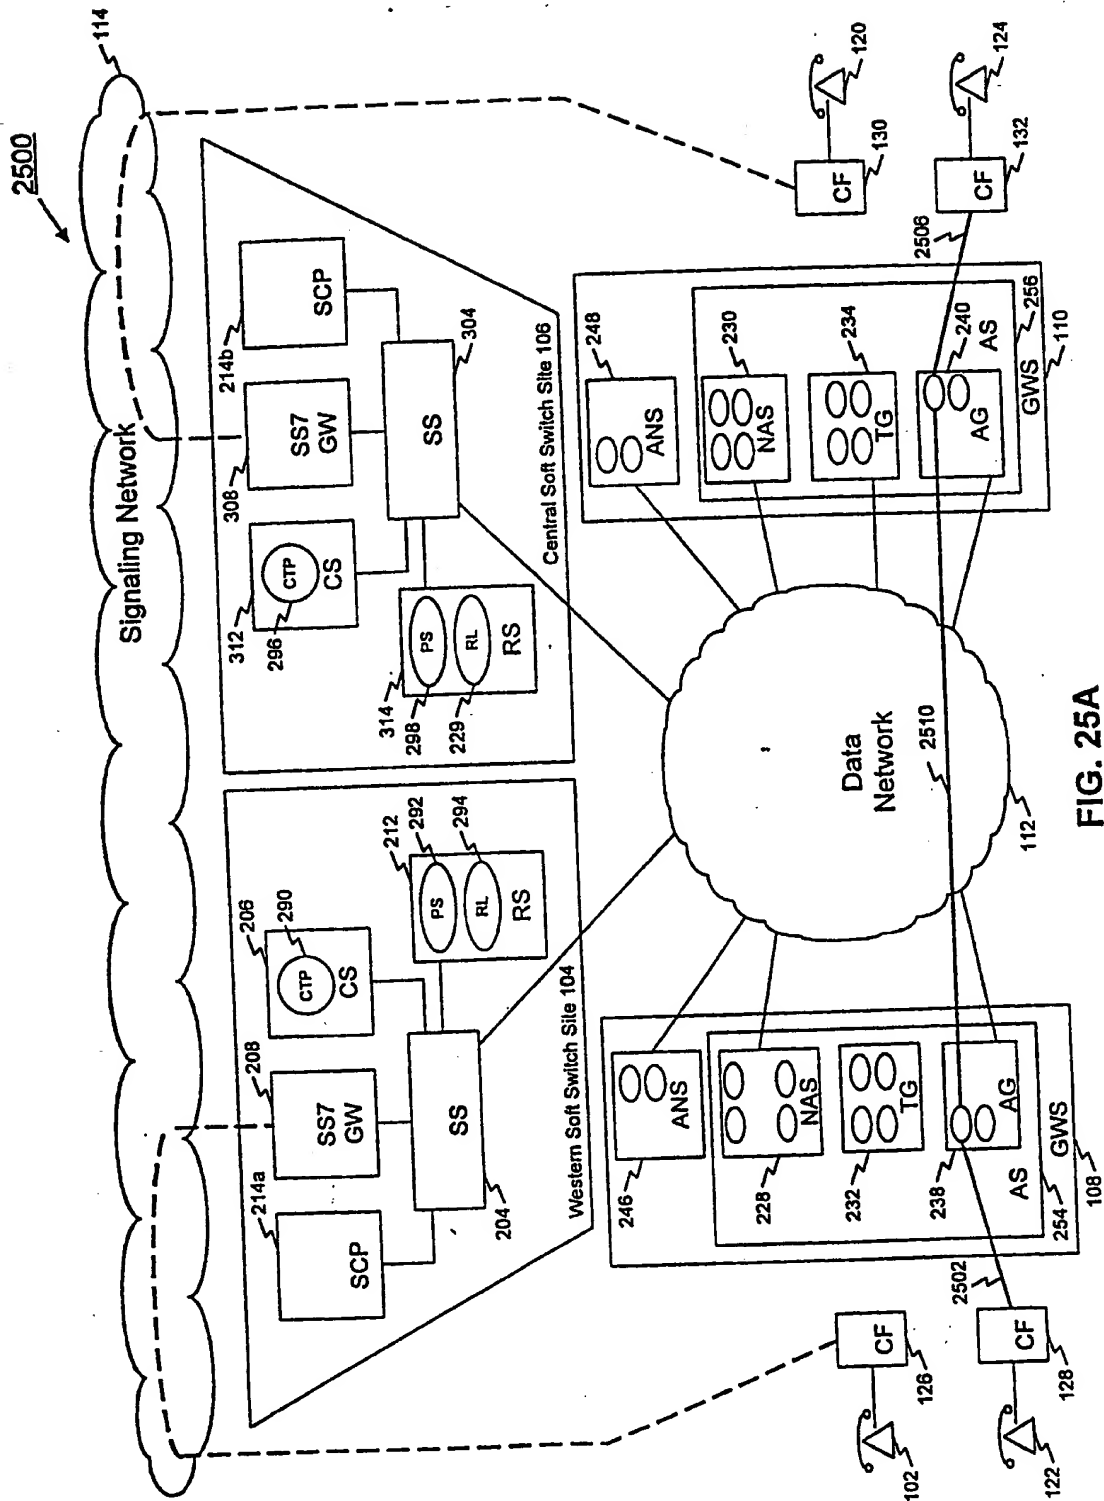 2500
114
Signaling Network
214a
SCP
208
SS7
GW
206
290
CTP
CS
212
292
PS
294
RL
RS
SS
204
Western Soft Switch Site 104
312
296
CTP
CS
308
SS7
GW
214b
SCP
314
298
PS
229
RL
RS
SS
304
Central Soft Switch Site 106
246
ANS
228
NAS
232
TG
238
AG
AS
254
GWS
108
248
ANS
230
NAS
234
TG
240
AG
AS
256
GWS
110
Data
Network
2510
112
102
126
CF
122
128
CF
2502
120
130
CF
124
132
CF
2506
FIG. 25A